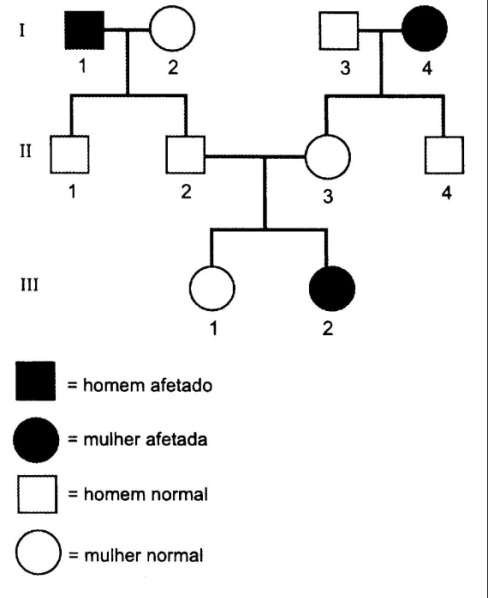 I
1 2 3 4
II
1 2 3 4
III
1 2
= homem afetado
= mulher afetada
= homem normal
= mulher normal